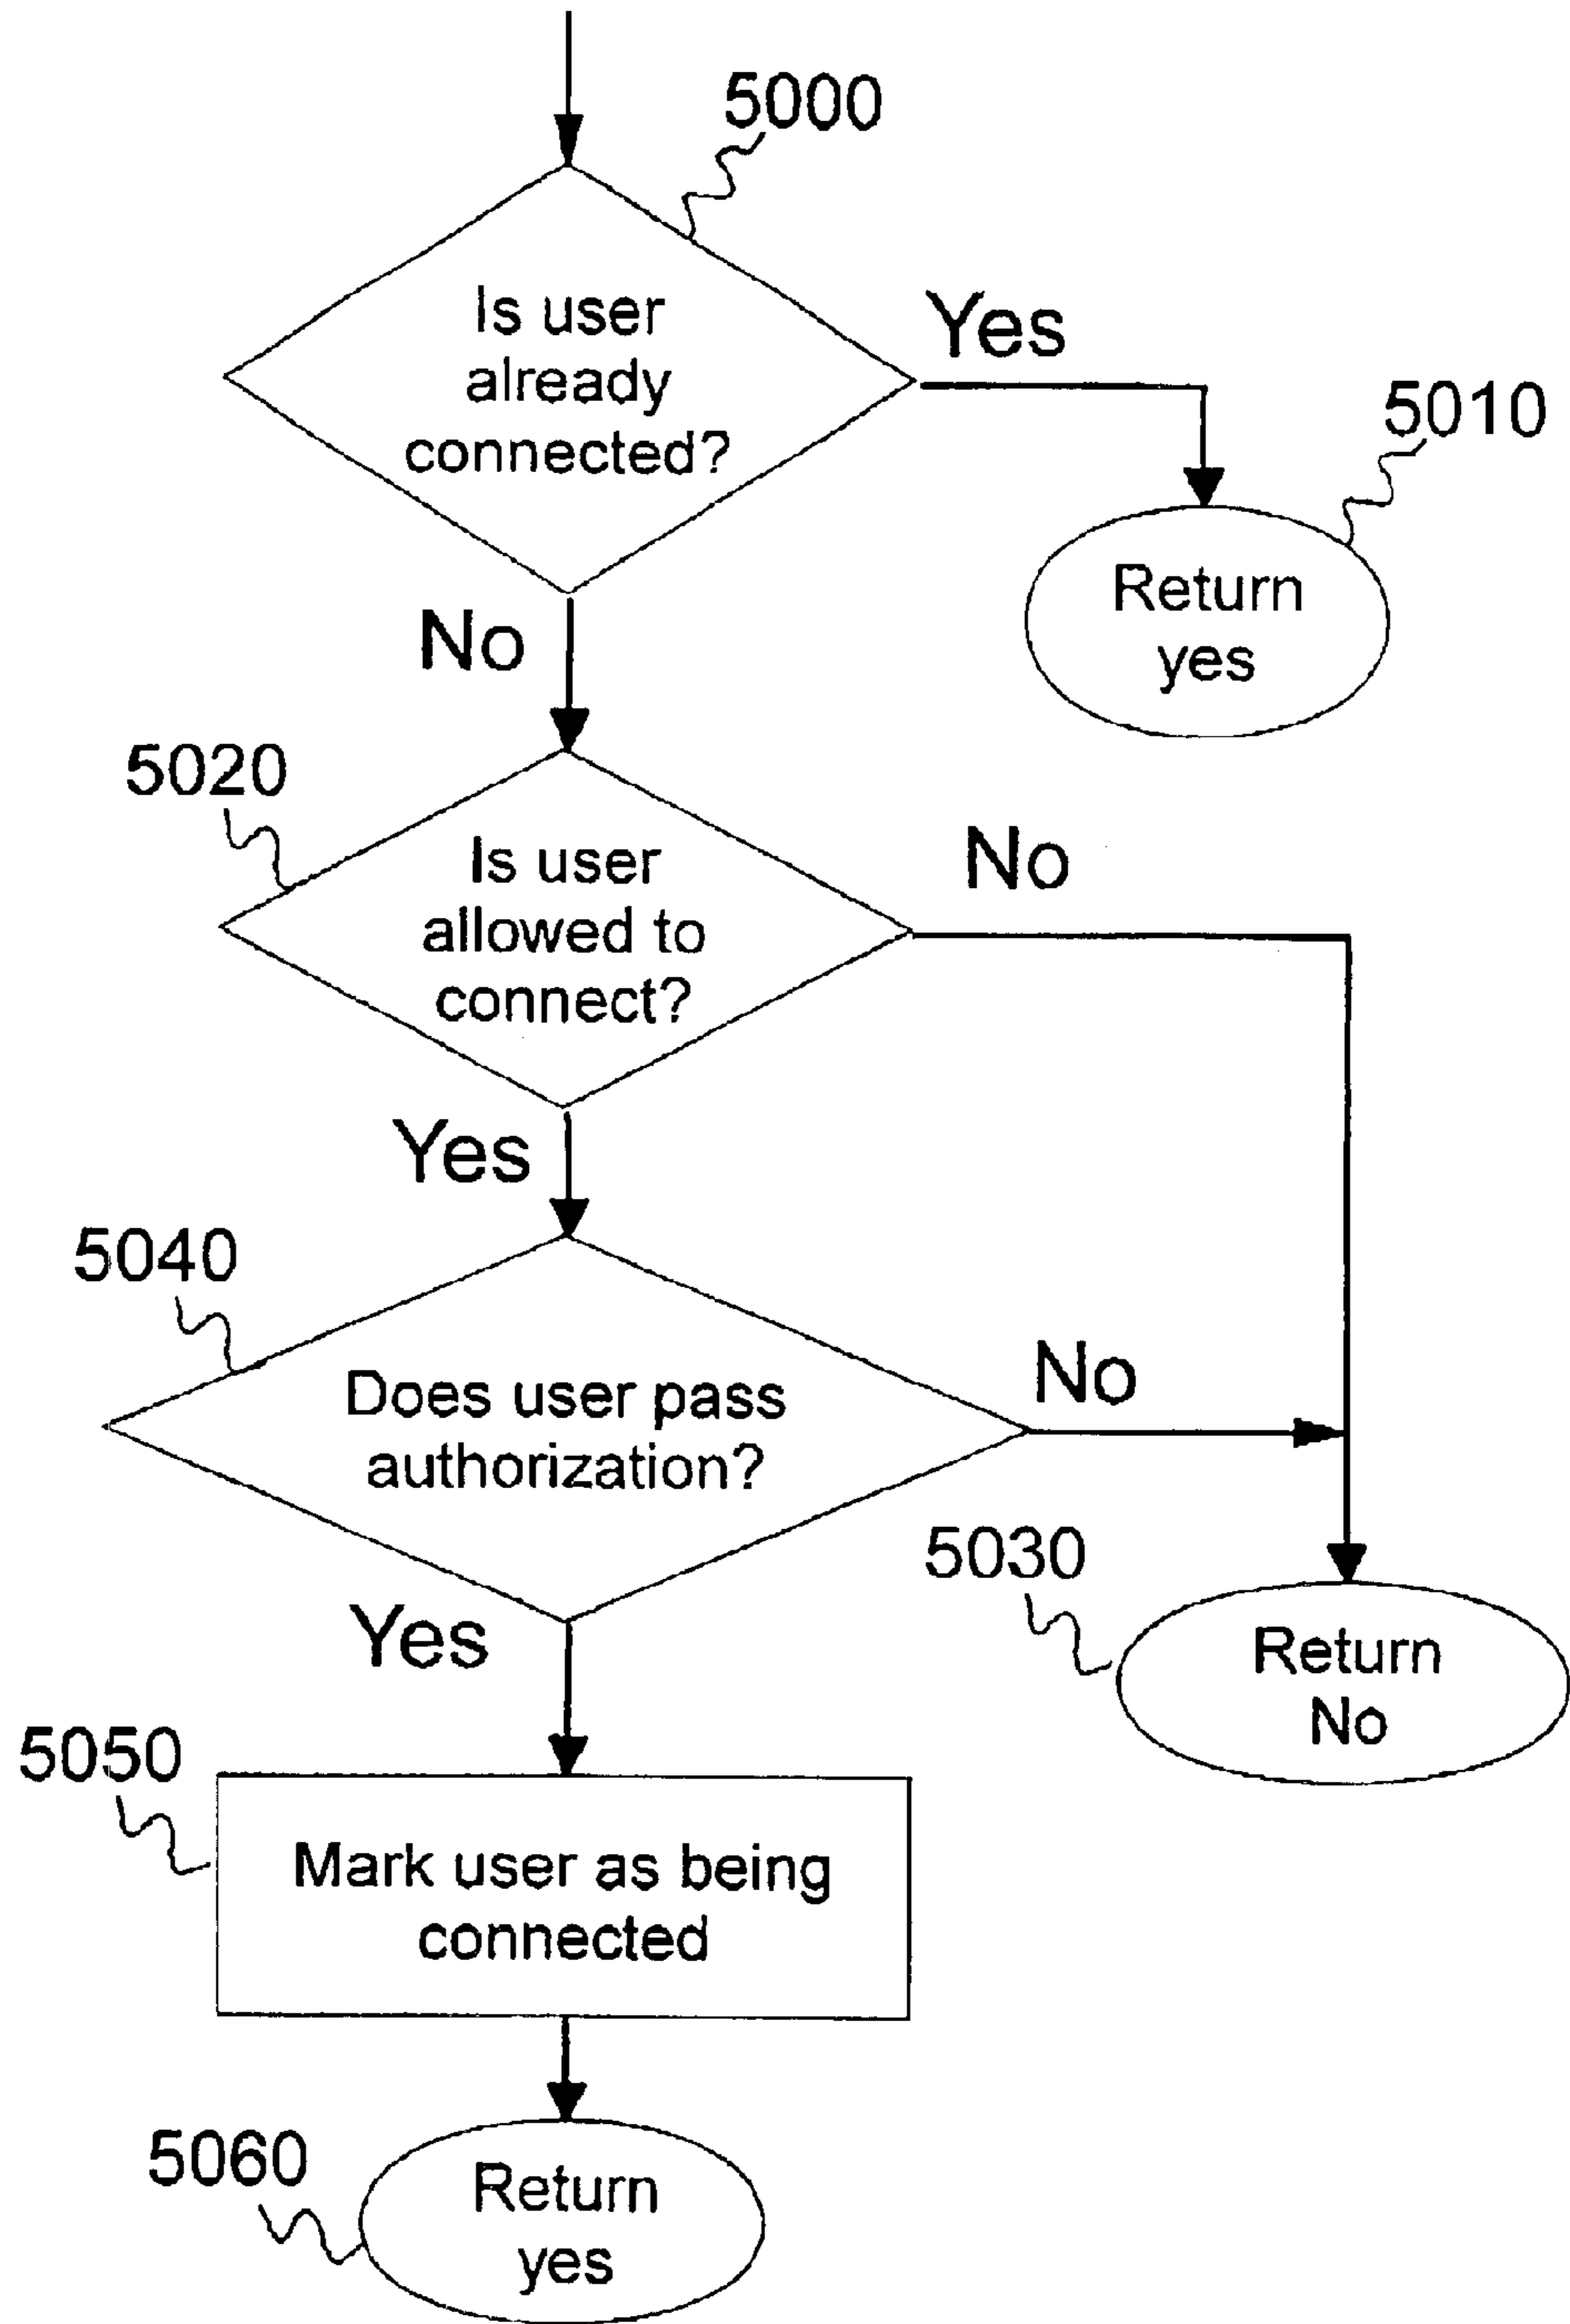 5000
Is user
already
connected?
Yes
5010
Return
yes
No
5020
Is user
allowed to
connect?
No
Yes
5040
Does user pass
authorization?
No
5030
Return
No
Yes
5050
Mark user as being
connected
5060
Return
yes